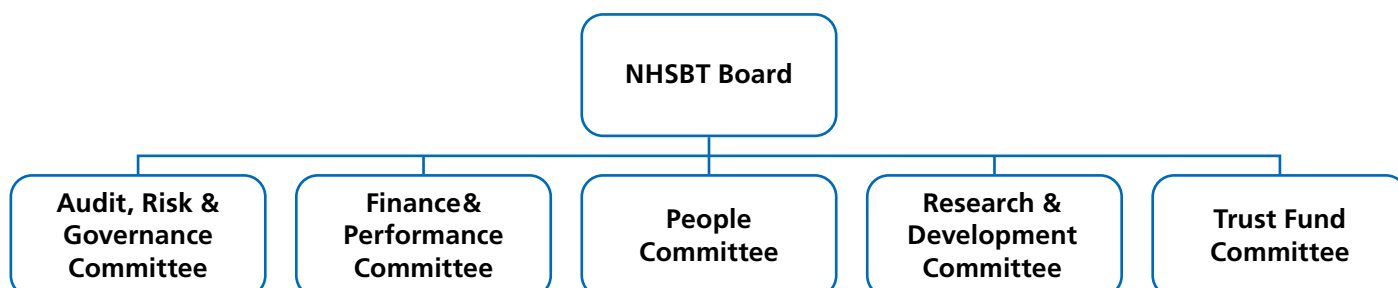 NHSBT Board
Audit, Risk &
Governance
Committee
Finance&
Performance
Committee
People
Committee
Research &
Development
Committee
Trust Fund
Committee